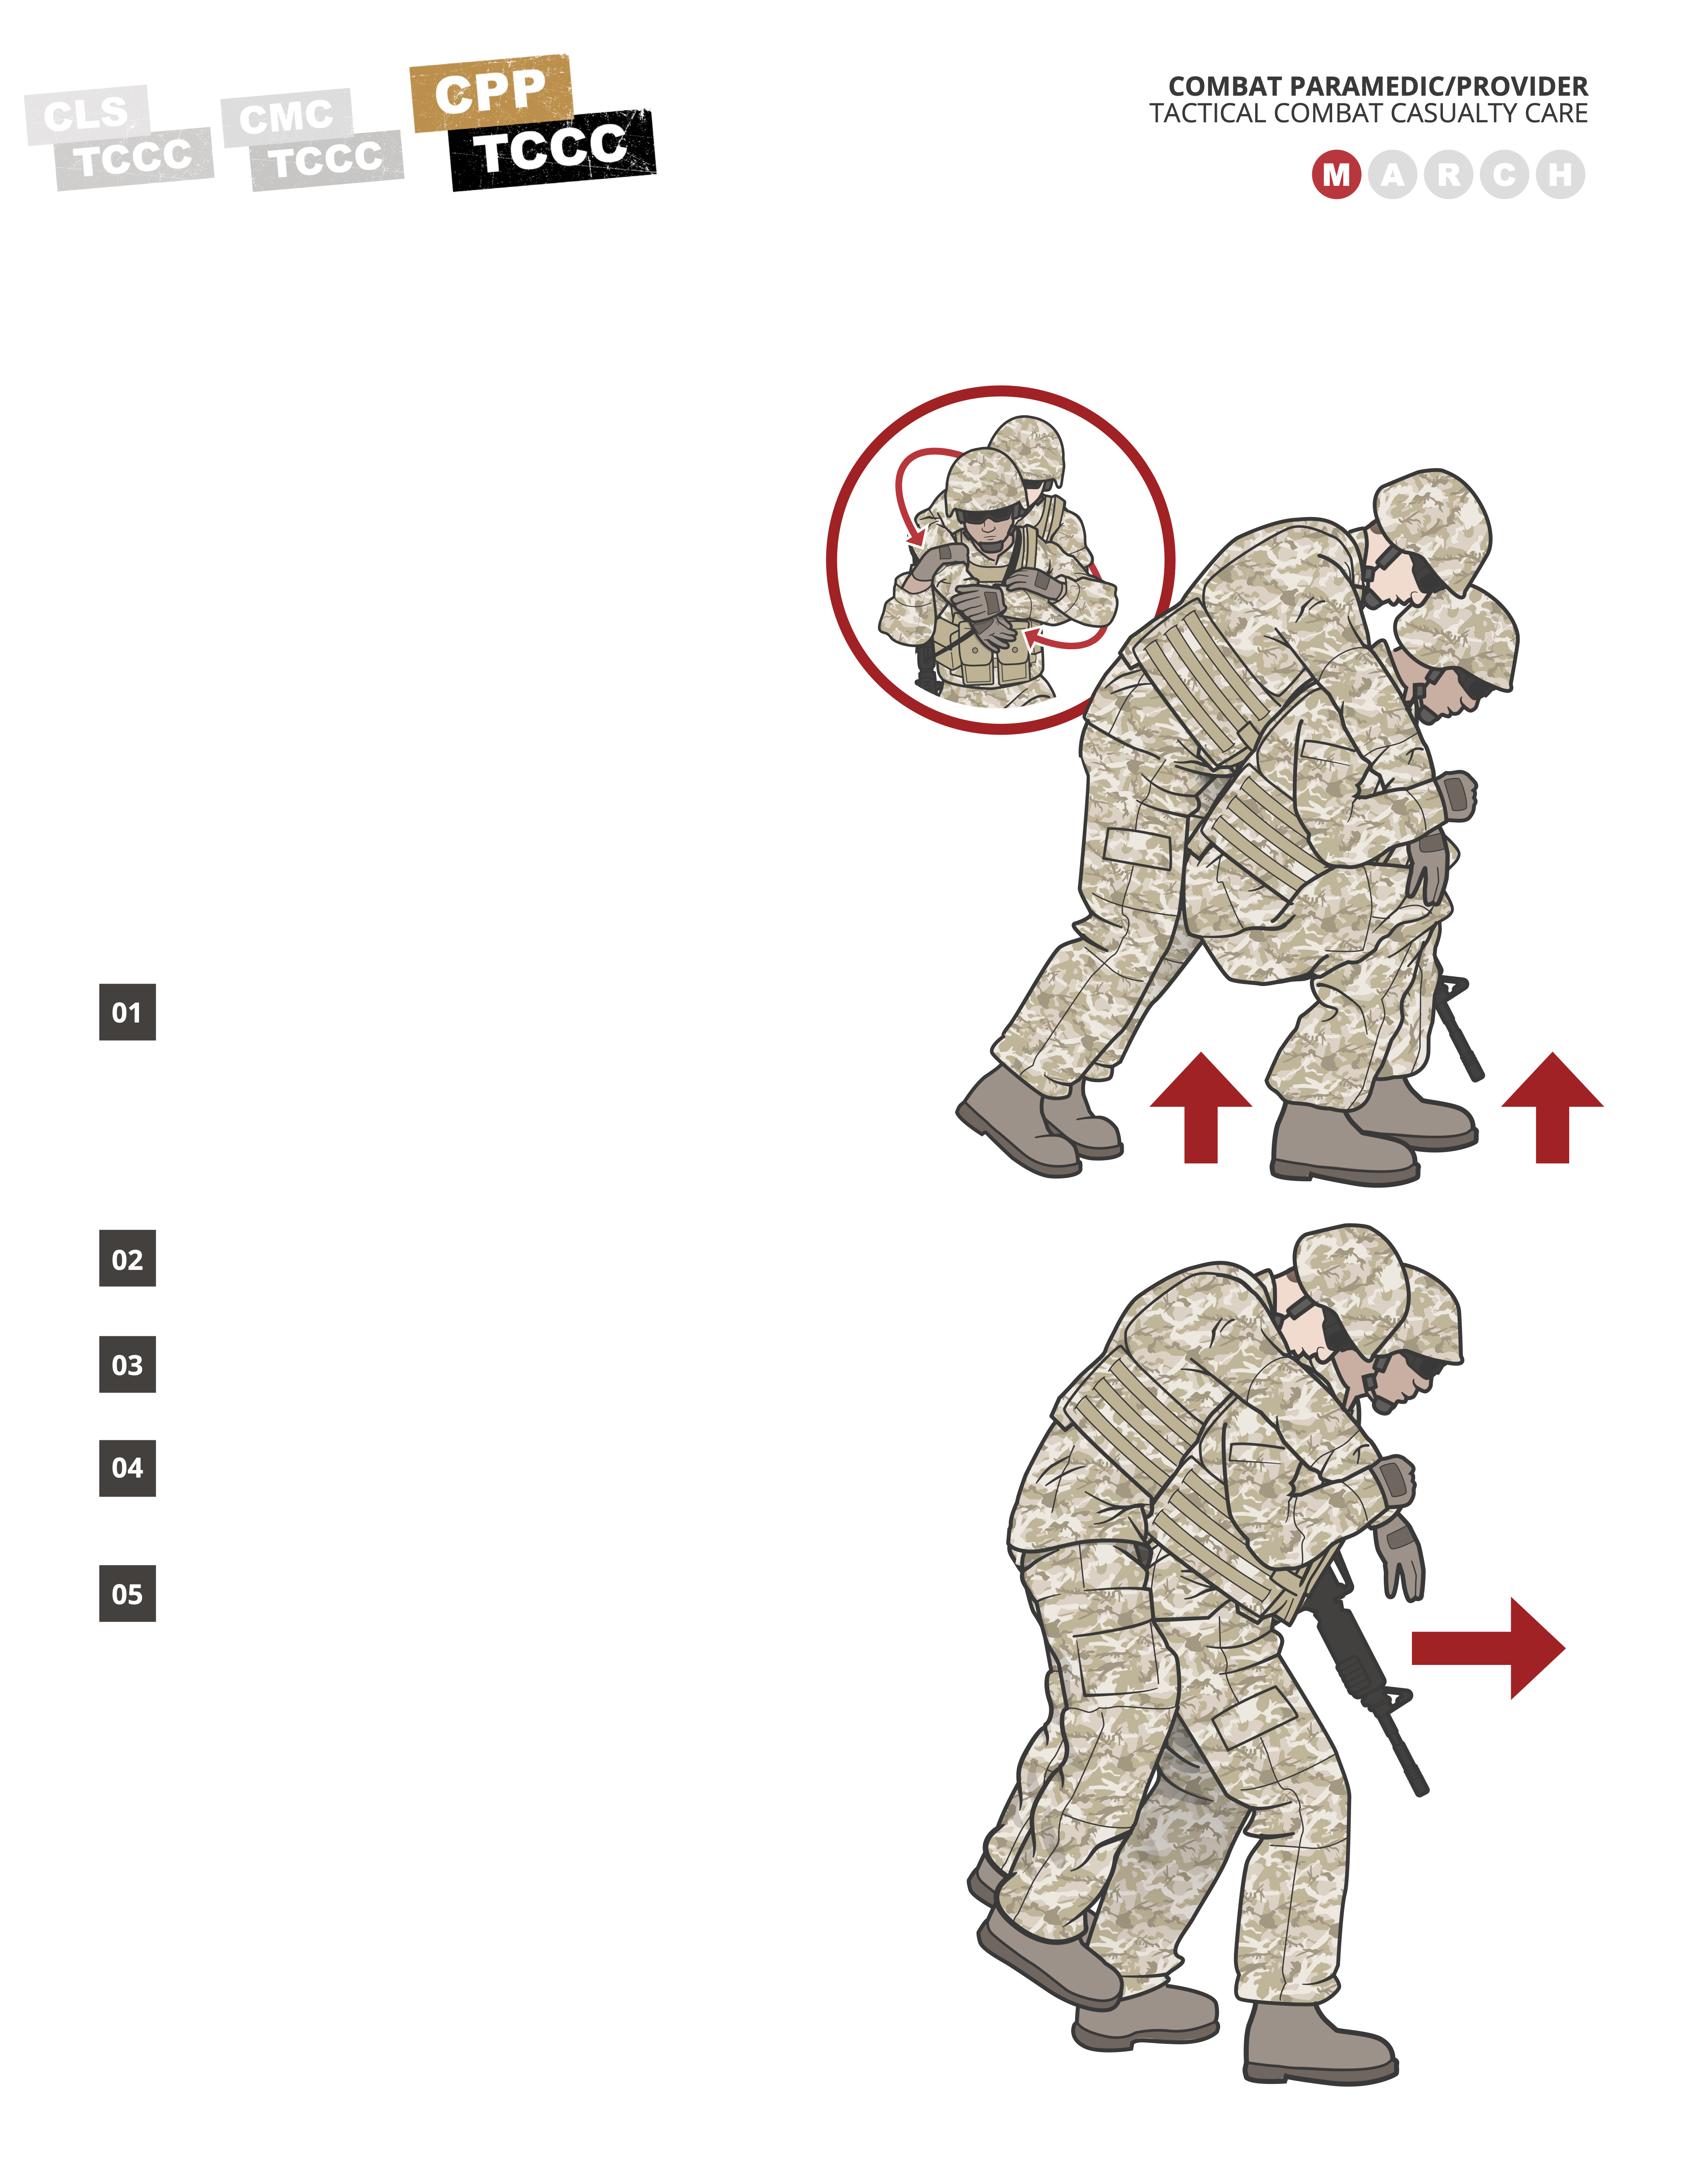 CLS
TCCC
CMC
TCCC
CPP
TCCC
COMBAT PARAMEDIC/PROVIDER
TACTICAL COMBAT CASUALTY CARE
M A R C H
01
02
03
04
05